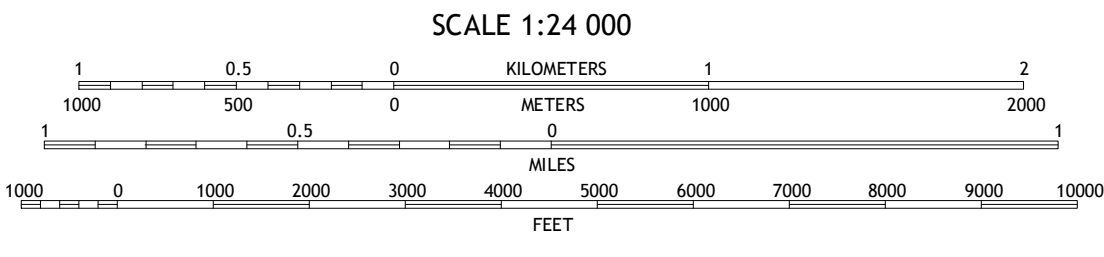 SCALE 1:24 000
1 0.5 0 KILOMETERS 1 2
1000 500 0 METERS 1000 2000
1 0.5 0 1
MILES
1000 0 1000 2000 3000 4000 5000 6000 7000 8000 9000 10000
FEET